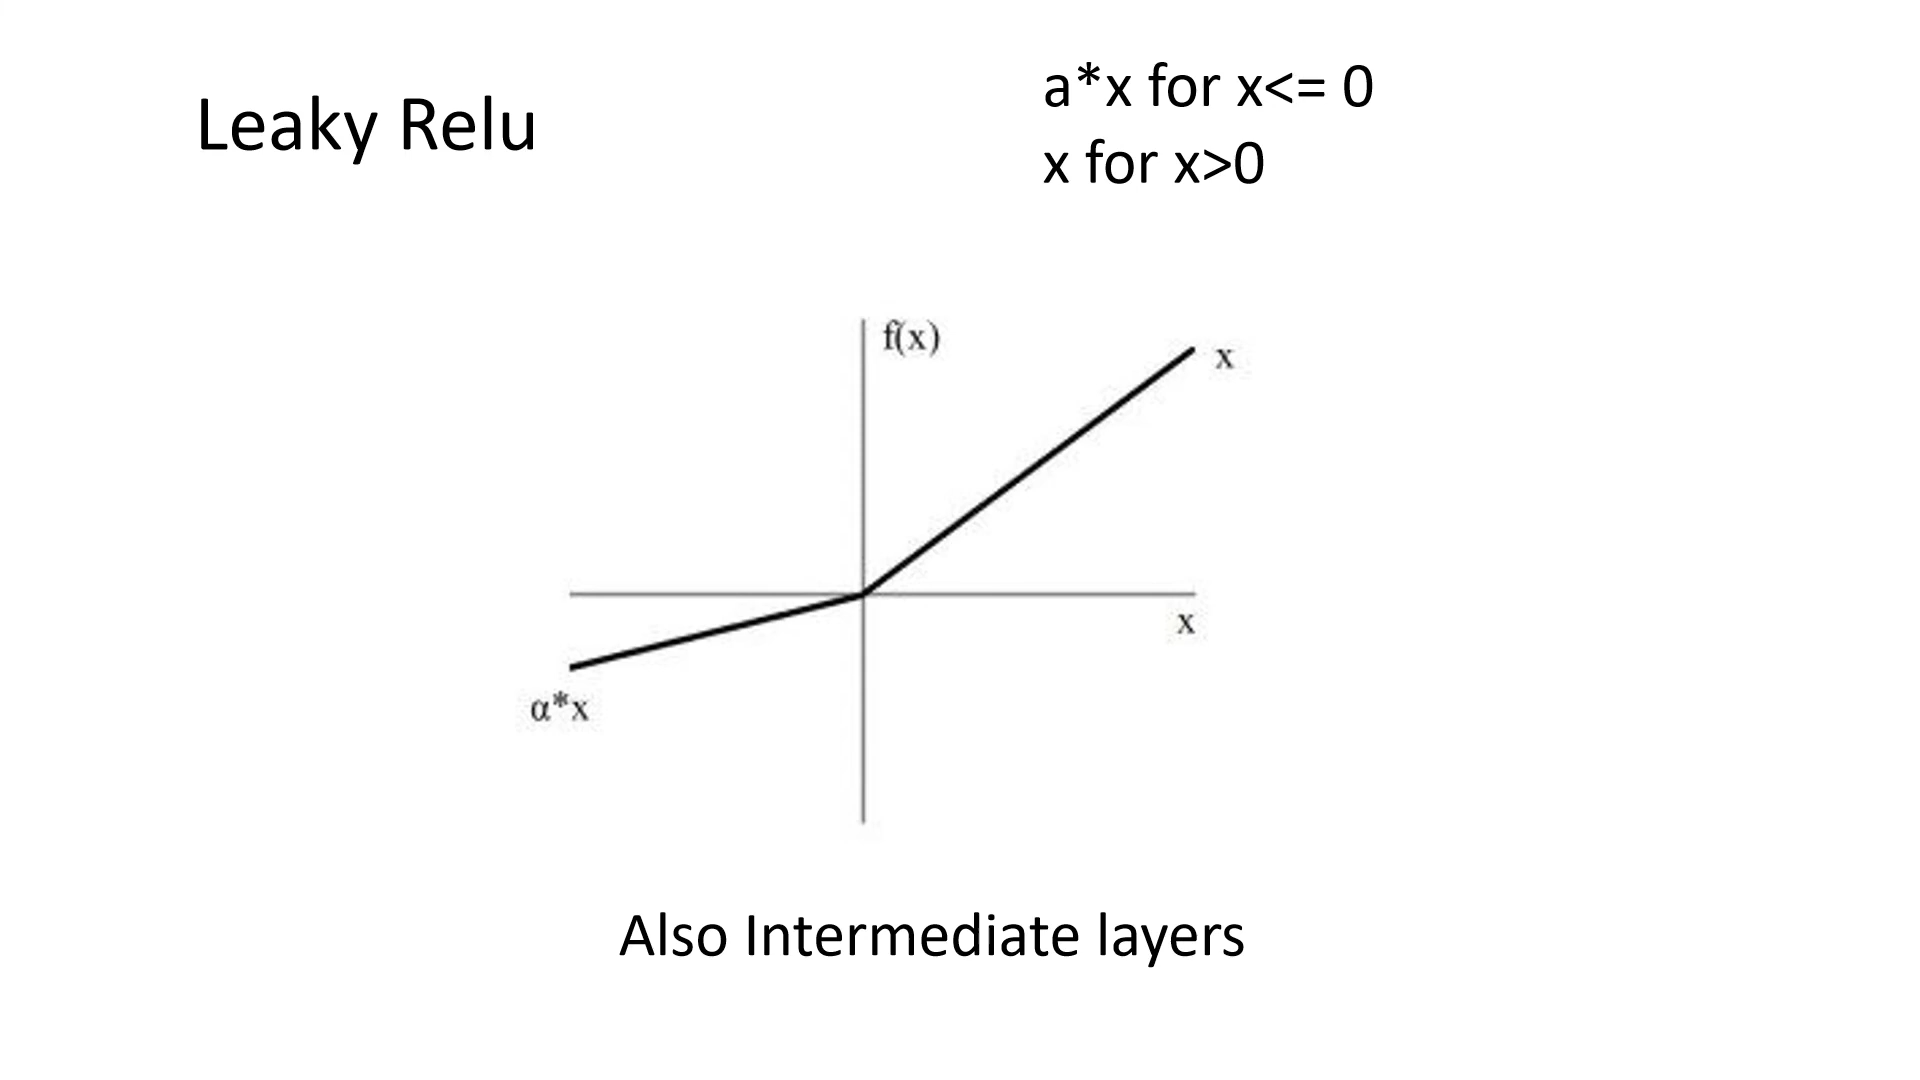 Leaky Relu
a*x for x<= 0
x for x>0
f(x)
x
x
α*x
Also Intermediate layers